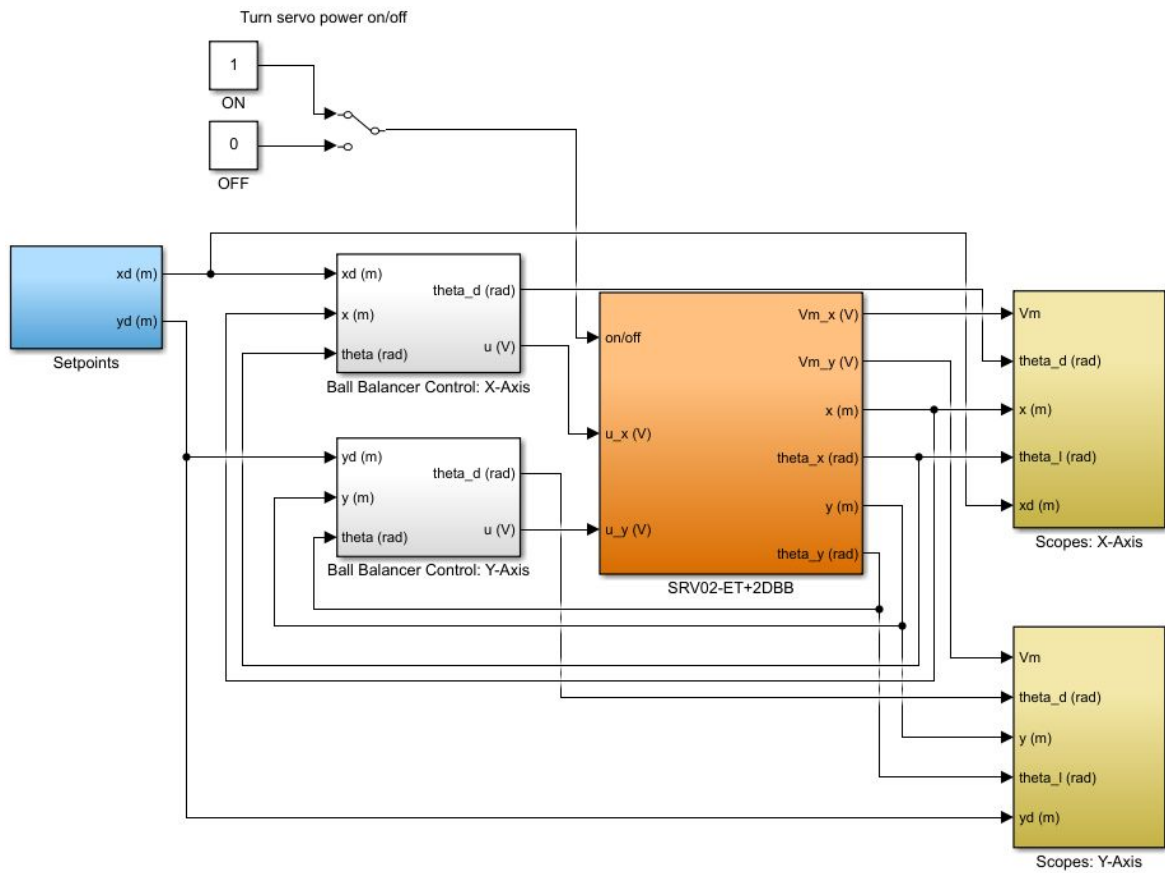 Turn servo power on/off
1
ON
0
OFF
xd (m)
yd (m)
Setpoints
xd (m)
x (m)
theta (rad)
theta_d (rad)
u (V)
Ball Balancer Control: X-Axis
yd (m)
y (m)
theta (rad)
theta_d (rad)
u (V)
Ball Balancer Control: Y-Axis
on/off
u_x (V)
u_y (V)
Vm_x (V)
Vm_y (V)
x (m)
theta_x (rad)
y (m)
theta_y (rad)
SRV02-ET+2DBB
Vm
theta_d (rad)
x (m)
theta_l (rad)
xd (m)
Scopes: X-Axis
Vm
theta_d (rad)
y (m)
theta_l (rad)
yd (m)
Scopes: Y-Axis